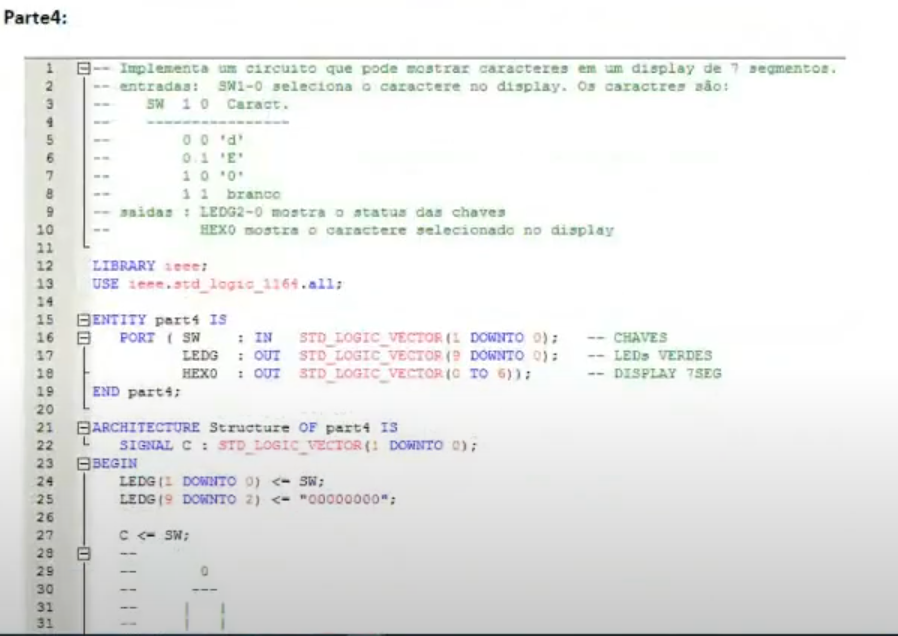 Parte4:
1 -- Implementa um circuito que pode mostrar caracteres em um display de 7 segmentos.
2 -- entradas: SW1-0 seleciona o caractere no display. Os caractres são:
3 -- SW 1 0 Caract.
4 -- ----------------
5 -- 0 0 'd'
6 -- 0 1 'E'
7 -- 1 0 '0'
8 -- 1 1 branco
9 -- saidas : LEDG2-0 mostra o status das chaves
10 -- HEX0 mostra o caractere selecionado no display
11
12 LIBRARY ieee;
13 USE ieee.std_logic_1164.all;
14
15 ENTITY part4 IS
16 PORT ( SW : IN STD_LOGIC_VECTOR(1 DOWNTO 0); -- CHAVES
17 LEDG : OUT STD_LOGIC_VECTOR(9 DOWNTO 0); -- LEDs VERDES
18 HEX0 : OUT STD_LOGIC_VECTOR(0 TO 6)); -- DISPLAY 7SEG
19 END part4;
20
21 ARCHITECTURE Structure OF part4 IS
22 SIGNAL C : STD_LOGIC_VECTOR(1 DOWNTO 0);
23 BEGIN
24 LEDG(1 DOWNTO 0) <= SW;
25 LEDG(9 DOWNTO 2) <= "00000000";
26
27 C <= SW;
28 --
29 -- 0
30 -- ---
31 -- | |
31 -- | |